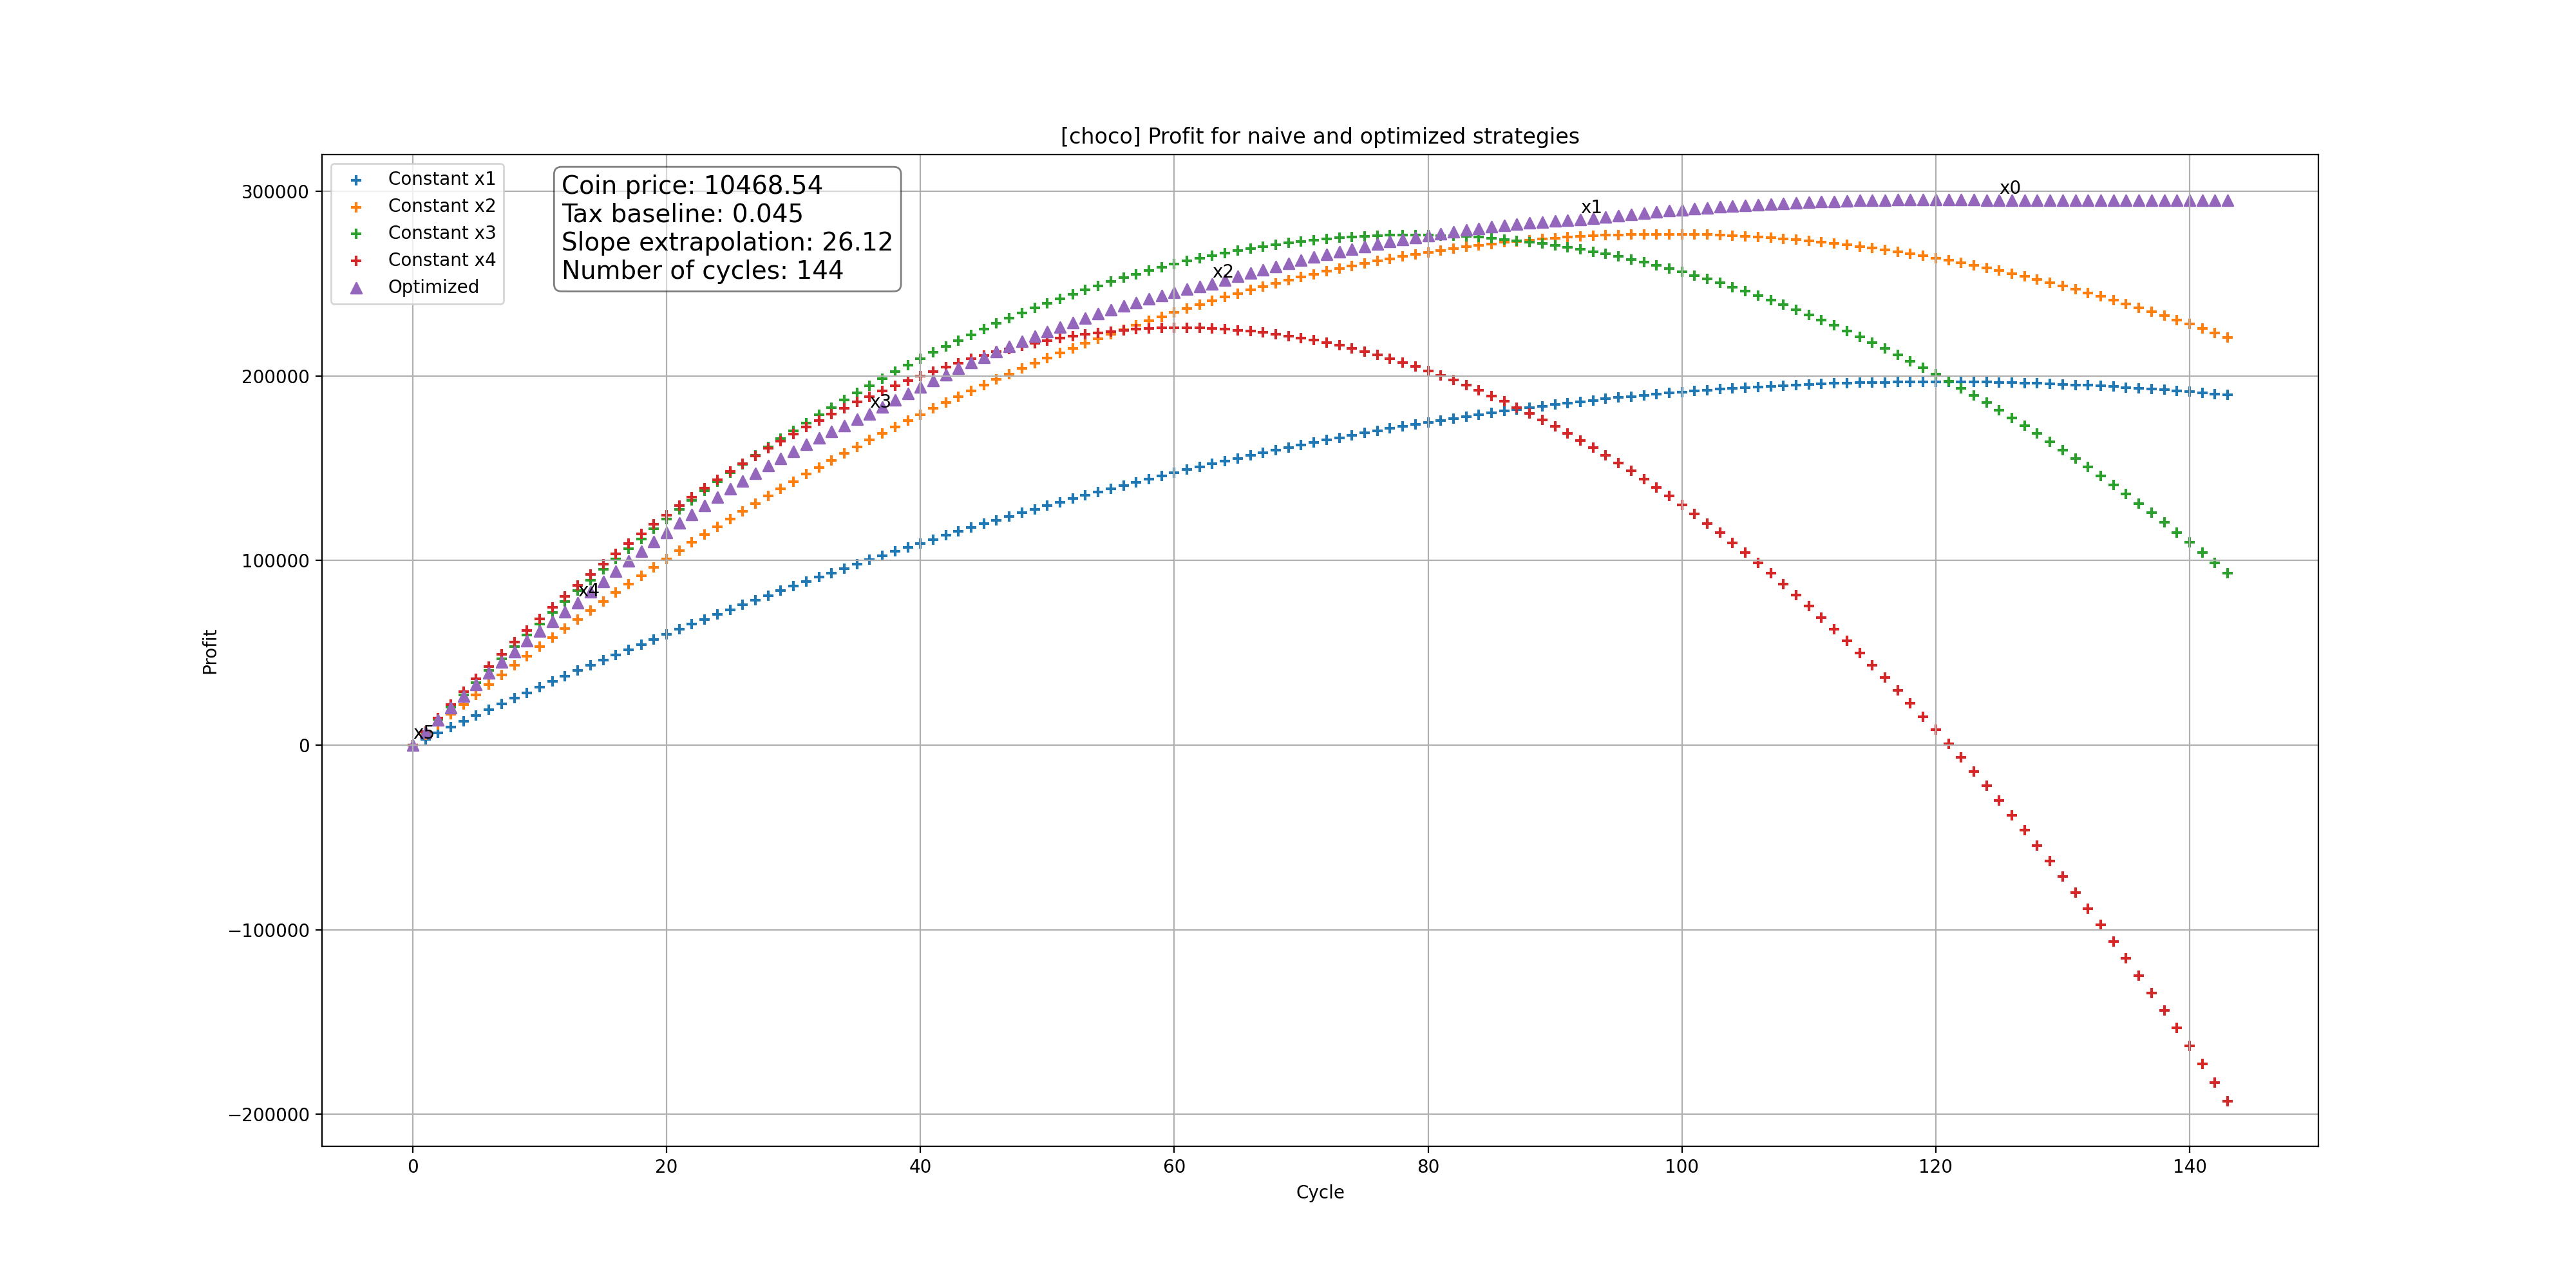 [choco] Profit for naive and optimized strategies
Constant x1
Constant x2
Constant x3
Constant x4
Optimized
Coin price: 10468.54
Tax baseline: 0.045
Slope extrapolation: 26.12
Number of cycles: 144
x0
x1
x2
x3
x4
x5
300000
200000
100000
0
−100000
−200000
Profit
0 20 40 60 80 100 120 140
Cycle